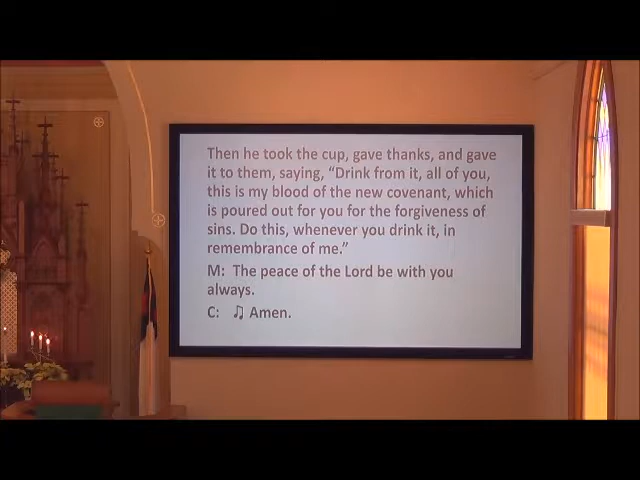 Then he took the cup, gave thanks, and gave
it to them, saying, “Drink from it, all of you,
this is my blood of the new covenant, which
is poured out for you for the forgiveness of
sins. Do this, whenever you drink it, in
remembrance of me.”
M: The peace of the Lord be with you
always.
C: ♫ Amen.